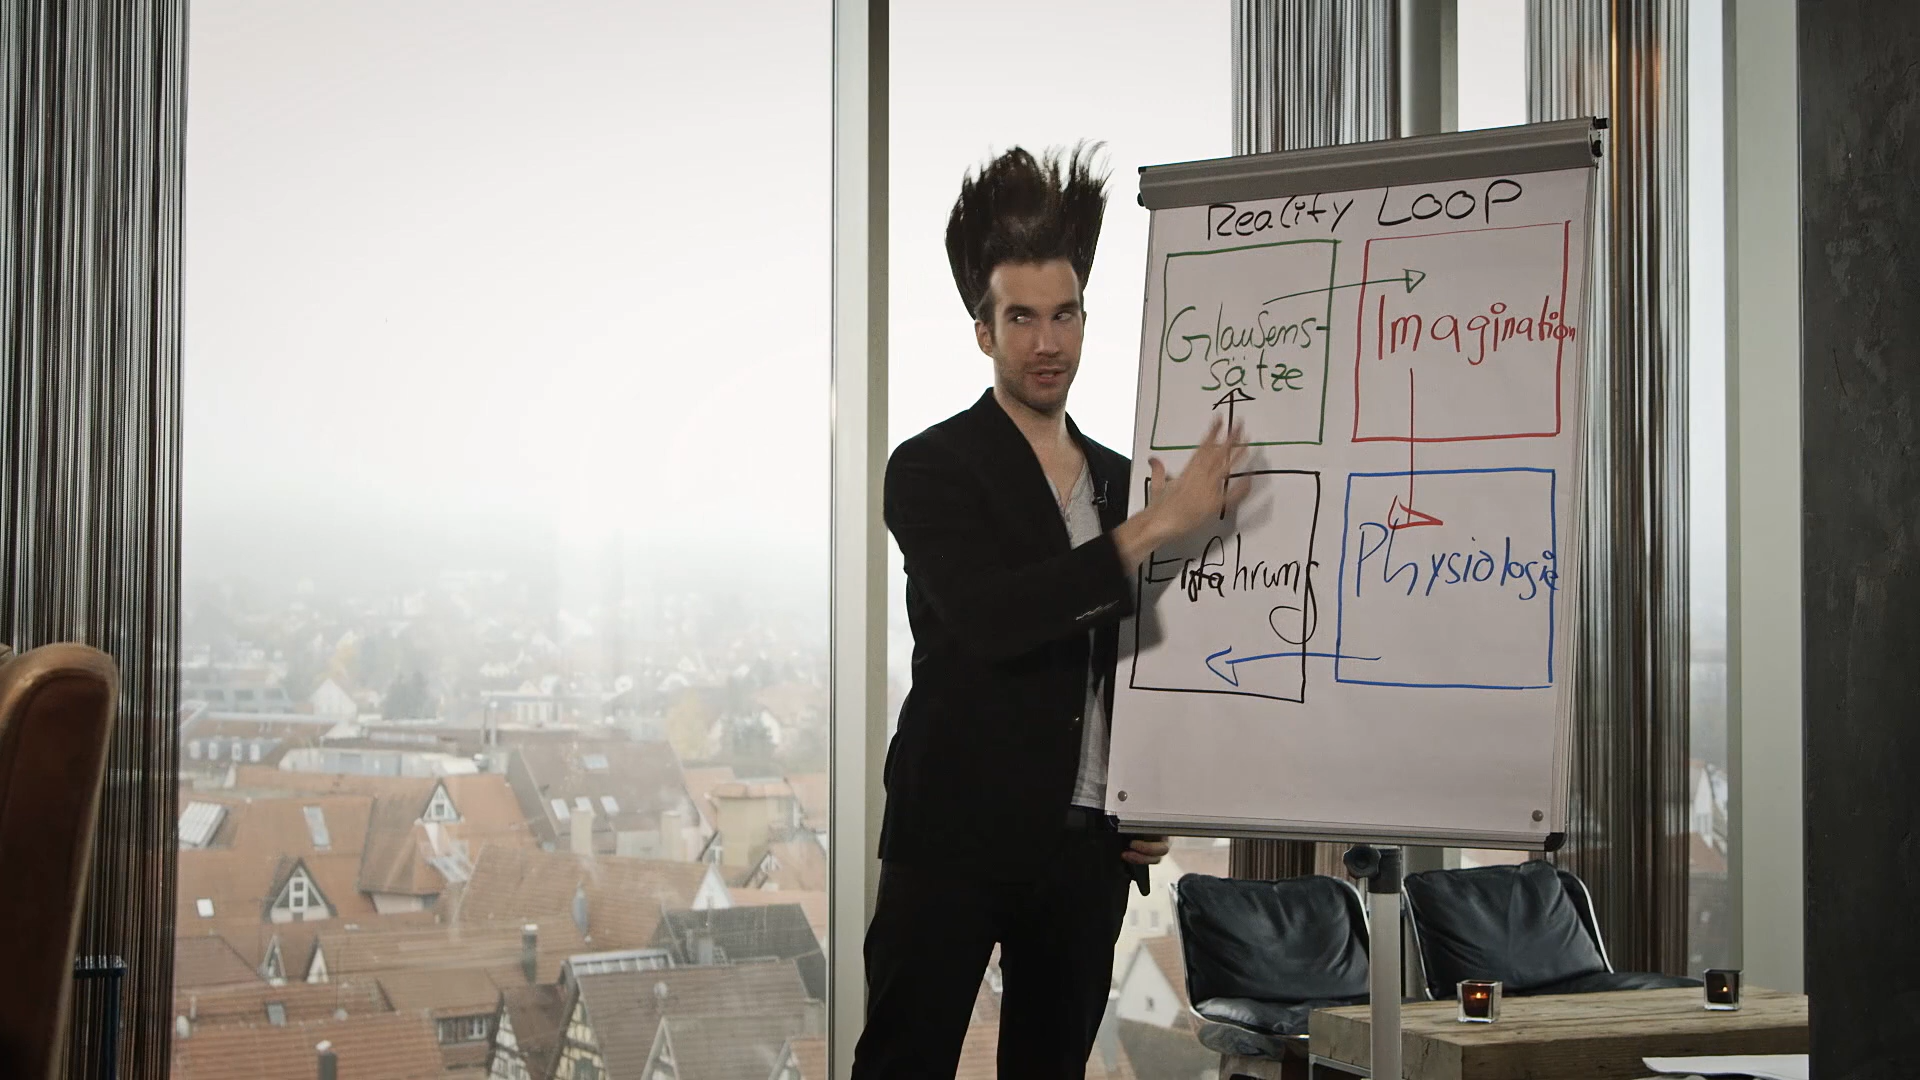 Reality LOOP
Glaubens-
sätze
Imagination
Erfahrung
Physiologie